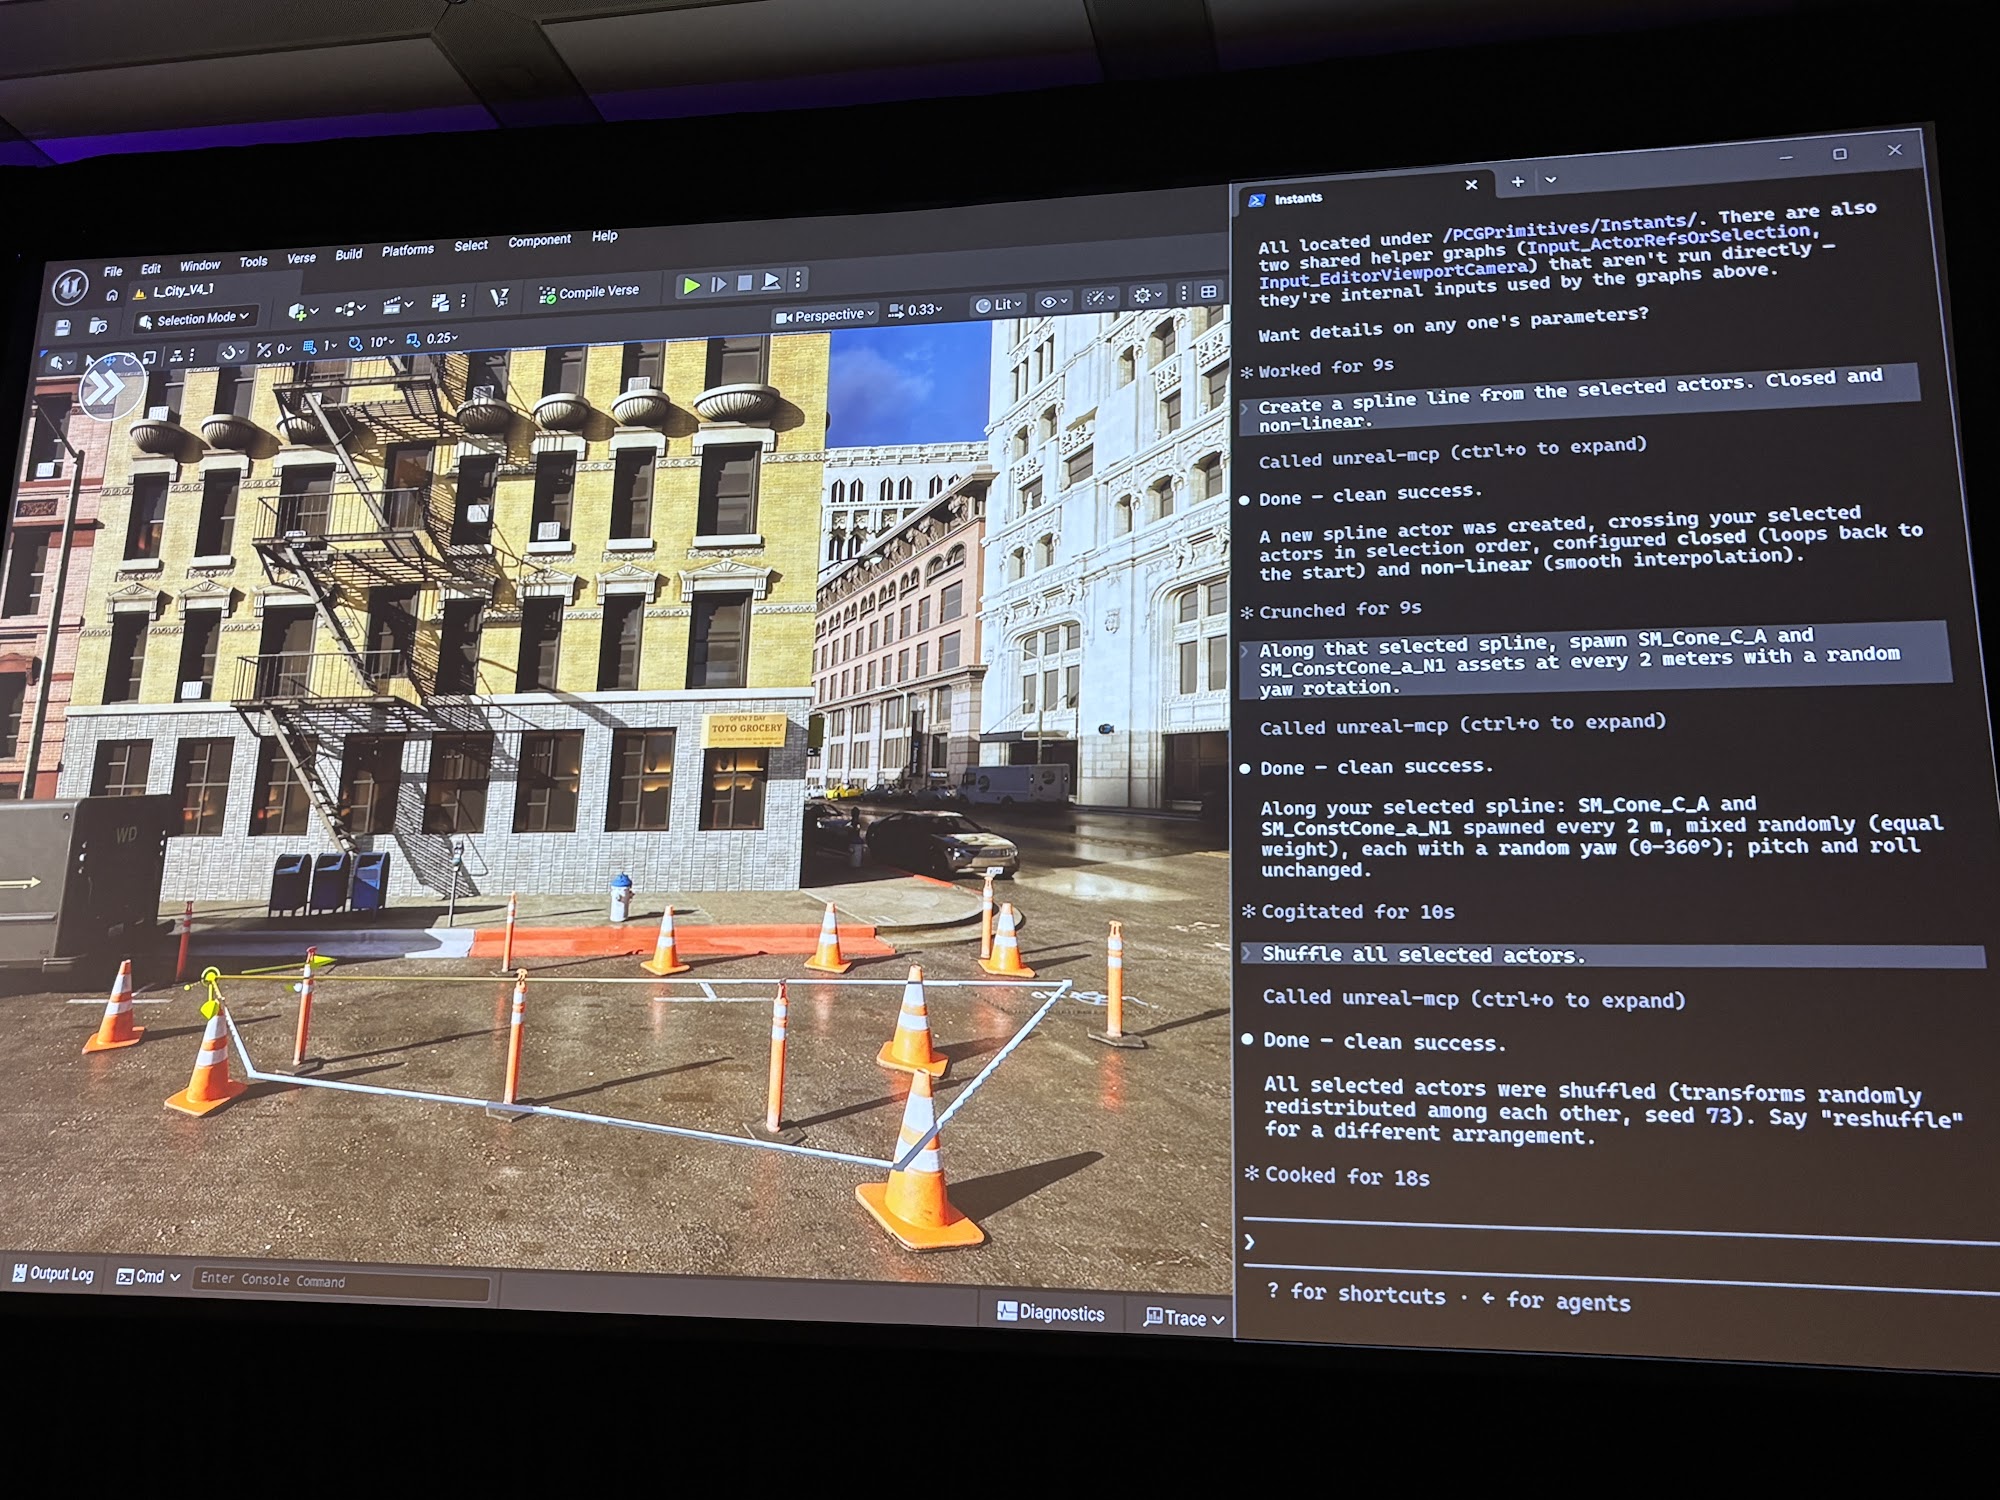 File Edit Window Tools Verse Build Platforms Select Component Help
L_City_V4_1
Selection Mode
Compile Verse
0 1 10° 0.25
Perspective 0.33 Lit
OPEN 7 DAY
TOTO GROCERY
WD
Output Log Cmd Enter Console Command
Diagnostics Trace
Instants
All located under /PCGPrimitives/Instants/. There are also
two shared helper graphs (Input_ActorRefsOrSelection,
Input_EditorViewportCamera) that aren't run directly —
they're internal inputs used by the graphs above.
Want details on any one's parameters?
✻ Worked for 9s
> Create a spline line from the selected actors. Closed and
non-linear.
Called unreal-mcp (ctrl+o to expand)
● Done — clean success.
A new spline actor was created, crossing your selected
actors in selection order, configured closed (loops back to
the start) and non-linear (smooth interpolation).
✻ Crunched for 9s
> Along that selected spline, spawn SM_Cone_C_A and
SM_ConstCone_a_N1 assets at every 2 meters with a random
yaw rotation.
Called unreal-mcp (ctrl+o to expand)
● Done — clean success.
Along your selected spline: SM_Cone_C_A and
SM_ConstCone_a_N1 spawned every 2 m, mixed randomly (equal
weight), each with a random yaw (0–360°); pitch and roll
unchanged.
✻ Cogitated for 10s
> Shuffle all selected actors.
Called unreal-mcp (ctrl+o to expand)
● Done — clean success.
All selected actors were shuffled (transforms randomly
redistributed among each other, seed 73). Say "reshuffle"
for a different arrangement.
✻ Cooked for 18s
❯
? for shortcuts · ← for agents